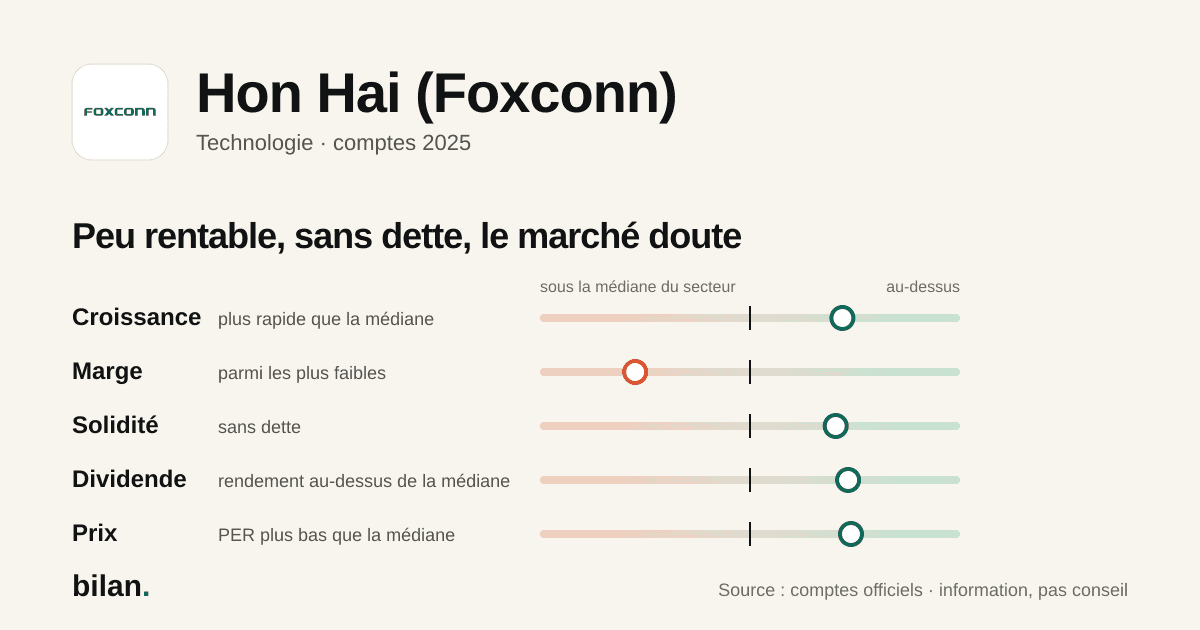 FOXCONN
Hon Hai (Foxconn)
Technologie · comptes 2025
Peu rentable, sans dette, le marché doute
sous la médiane du secteur au-dessus
Croissance plus rapide que la médiane
Marge parmi les plus faibles
Solidité sans dette
Dividende rendement au-dessus de la médiane
Prix PER plus bas que la médiane
bilan.
Source : comptes officiels · information, pas conseil